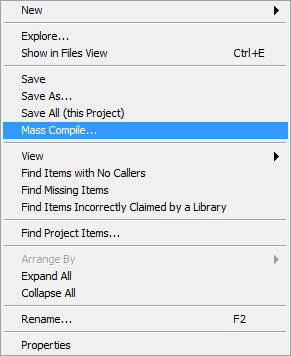 New
Explore...
Show in Files View Ctrl+E
Save
Save As...
Save All (this Project)
Mass Compile...
View
Find Items with No Callers
Find Missing Items
Find Items Incorrectly Claimed by a Library
Find Project Items...
Arrange By
Expand All
Collapse All
Rename... F2
Properties